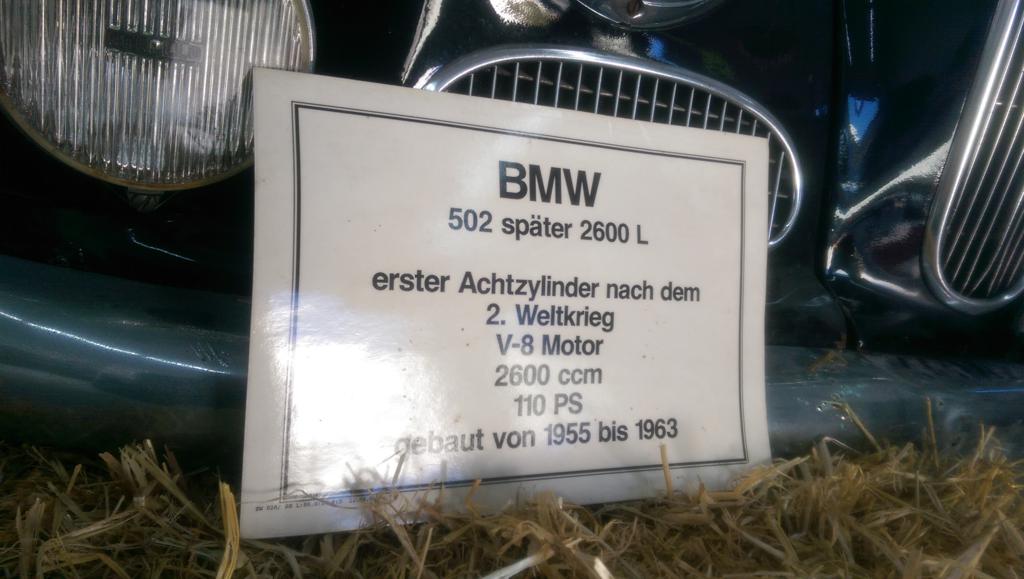 BMW
502 später 2600 L
erster Achtzylinder nach dem
2. Weltkrieg
V-8 Motor
2600 ccm
110 PS
gebaut von 1955 bis 1963